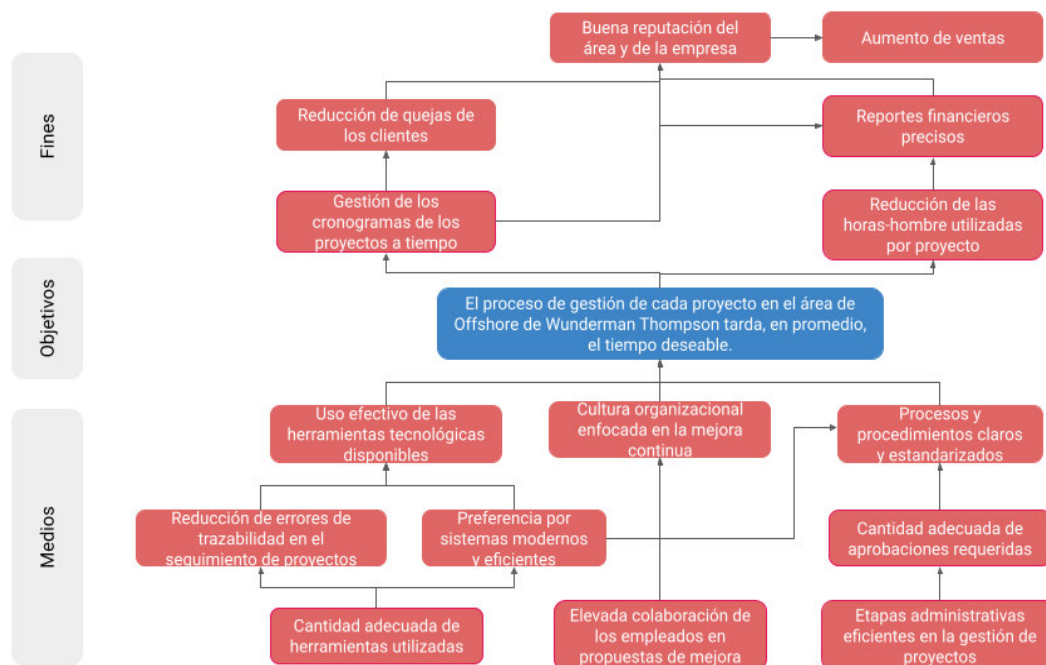 Buena reputación del
área y de la empresa
Aumento de ventas
Fines
Reducción de quejas de
los clientes
Reportes financieros
precisos
Gestión de los
cronogramas de los
proyectos a tiempo
Reducción de las
horas-hombre utilizadas
por proyecto
Objetivos
El proceso de gestión de cada proyecto en el área de
Offshore de Wunderman Thompson tarda, en promedio,
el tiempo deseable.
Medios
Uso efectivo de las
herramientas tecnológicas
disponibles
Cultura organizacional
enfocada en la mejora
continua
Procesos y
procedimientos claros
y estandarizados
Reducción de errores de
trazabilidad en el
seguimiento de proyectos
Preferencia por
sistemas modernos
y eficientes
Cantidad adecuada de
aprobaciones requeridas
Cantidad adecuada de
herramientas utilizadas
Elevada colaboración de
los empleados en
propuestas de mejora
Etapas administrativas
eficientes en la gestión de
proyectos